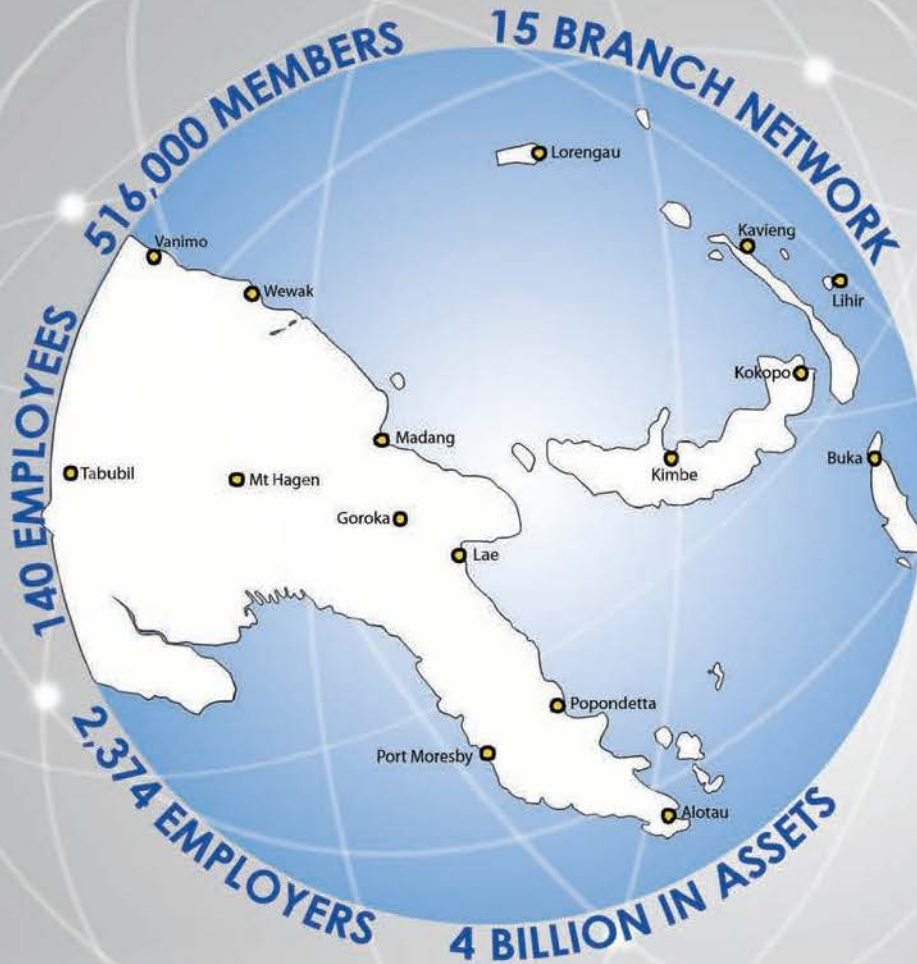 516,000 MEMBERS
15 BRANCH NETWORK
Lorengau
Kavieng
Vanimo
Lihir
Wewak
Kokopo
Madang
Buka
Kimbe
Tabubil
Mt Hagen
Goroka
Lae
140 EMPLOYEES
Popondetta
Port Moresby
Alotau
2,374 EMPLOYERS
4 BILLION IN ASSETS